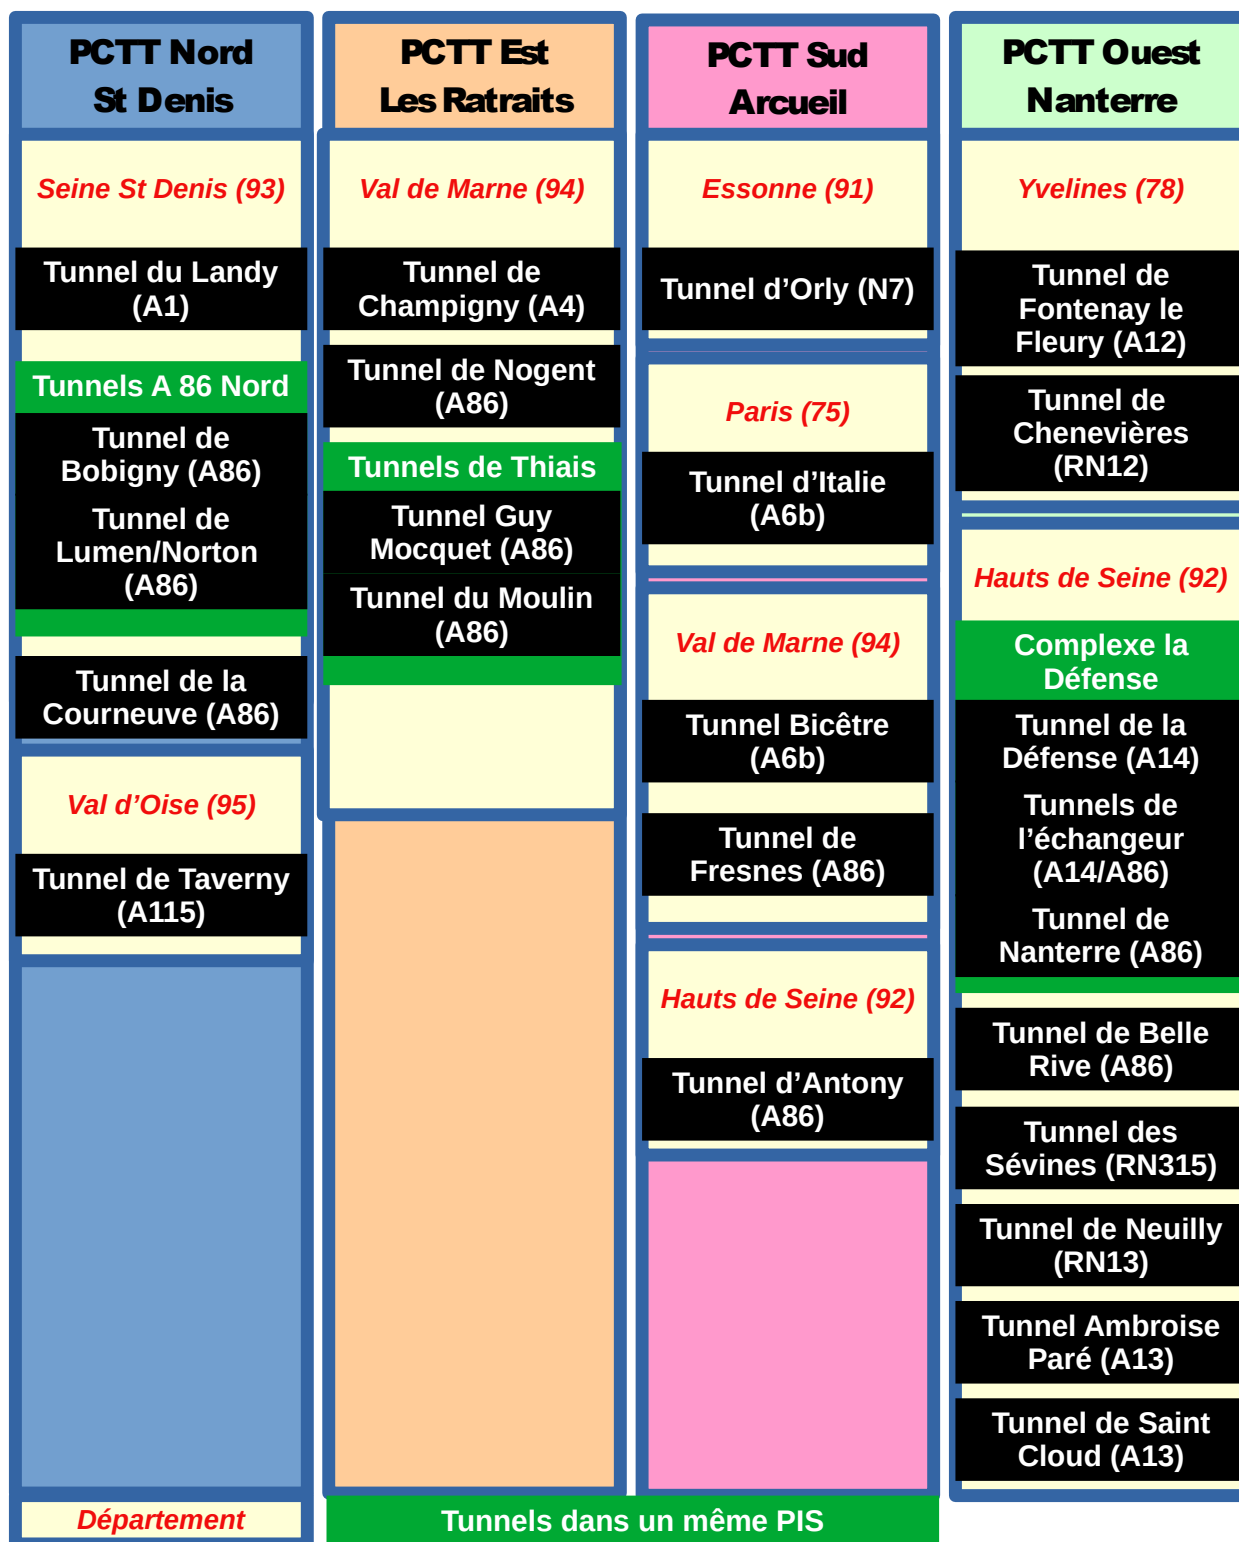 PCTT Nord
St Denis
Seine St Denis (93)
Tunnel du Landy
(A1)
Tunnels A 86 Nord
Tunnel de
Bobigny (A86)
Tunnel de
Lumen/Norton
(A86)
Tunnel de la
Courneuve (A86)
Val d’Oise (95)
Tunnel de Taverny
(A115)
Département
PCTT Est
Les Ratraits
Val de Marne (94)
Tunnel de
Champigny (A4)
Tunnel de Nogent
(A86)
Tunnels de Thiais
Tunnel Guy
Mocquet (A86)
Tunnel du Moulin
(A86)
PCTT Sud
Arcueil
Essonne (91)
Tunnel d’Orly (N7)
Paris (75)
Tunnel d’Italie
(A6b)
Val de Marne (94)
Tunnel Bicêtre
(A6b)
Tunnel de
Fresnes (A86)
Hauts de Seine (92)
Tunnel d’Antony
(A86)
Tunnels dans un même PIS
PCTT Ouest
Nanterre
Yvelines (78)
Tunnel de
Fontenay le
Fleury (A12)
Tunnel de
Chenevières
(RN12)
Hauts de Seine (92)
Complexe la
Défense
Tunnel de la
Défense (A14)
Tunnels de
l’échangeur
(A14/A86)
Tunnel de
Nanterre (A86)
Tunnel de Belle
Rive (A86)
Tunnel des
Sévines (RN315)
Tunnel de Neuilly
(RN13)
Tunnel Ambroise
Paré (A13)
Tunnel de Saint
Cloud (A13)